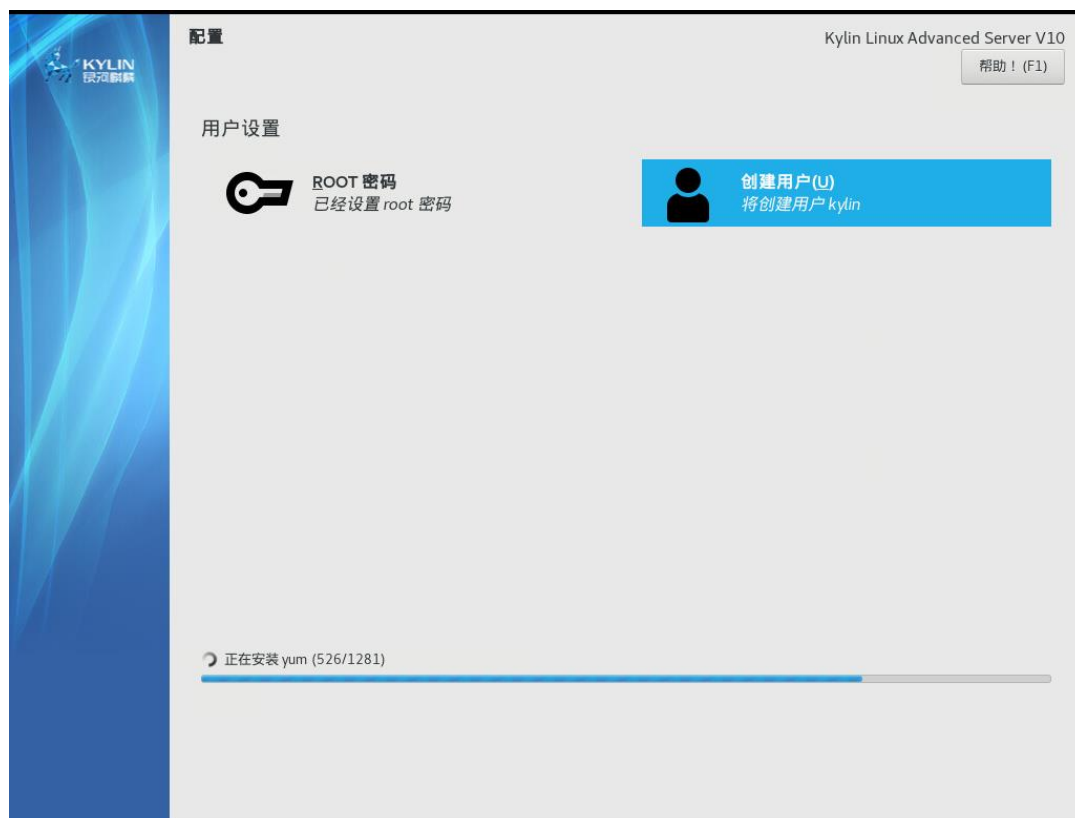 KYLIN
银河麒麟
配置
Kylin Linux Advanced Server V10
帮助！(F1)
用户设置
ROOT 密码
已经设置 root 密码
创建用户(U)
将创建用户 kylin
正在安装 yum (526/1281)